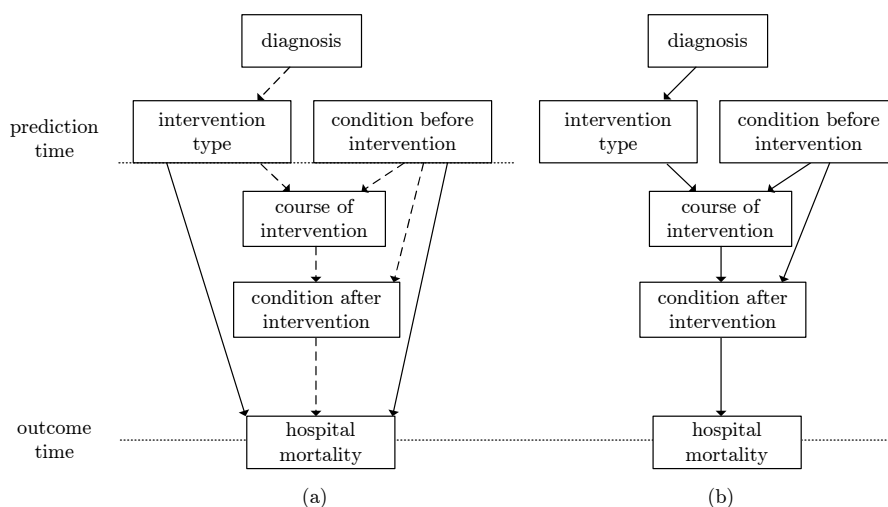 diagnosis
intervention
type
condition before
intervention
prediction
time
course of
intervention
condition after
intervention
outcome
time
hospital
mortality
(a)
diagnosis
intervention
type
condition before
intervention
course of
intervention
condition after
intervention
hospital
mortality
(b)